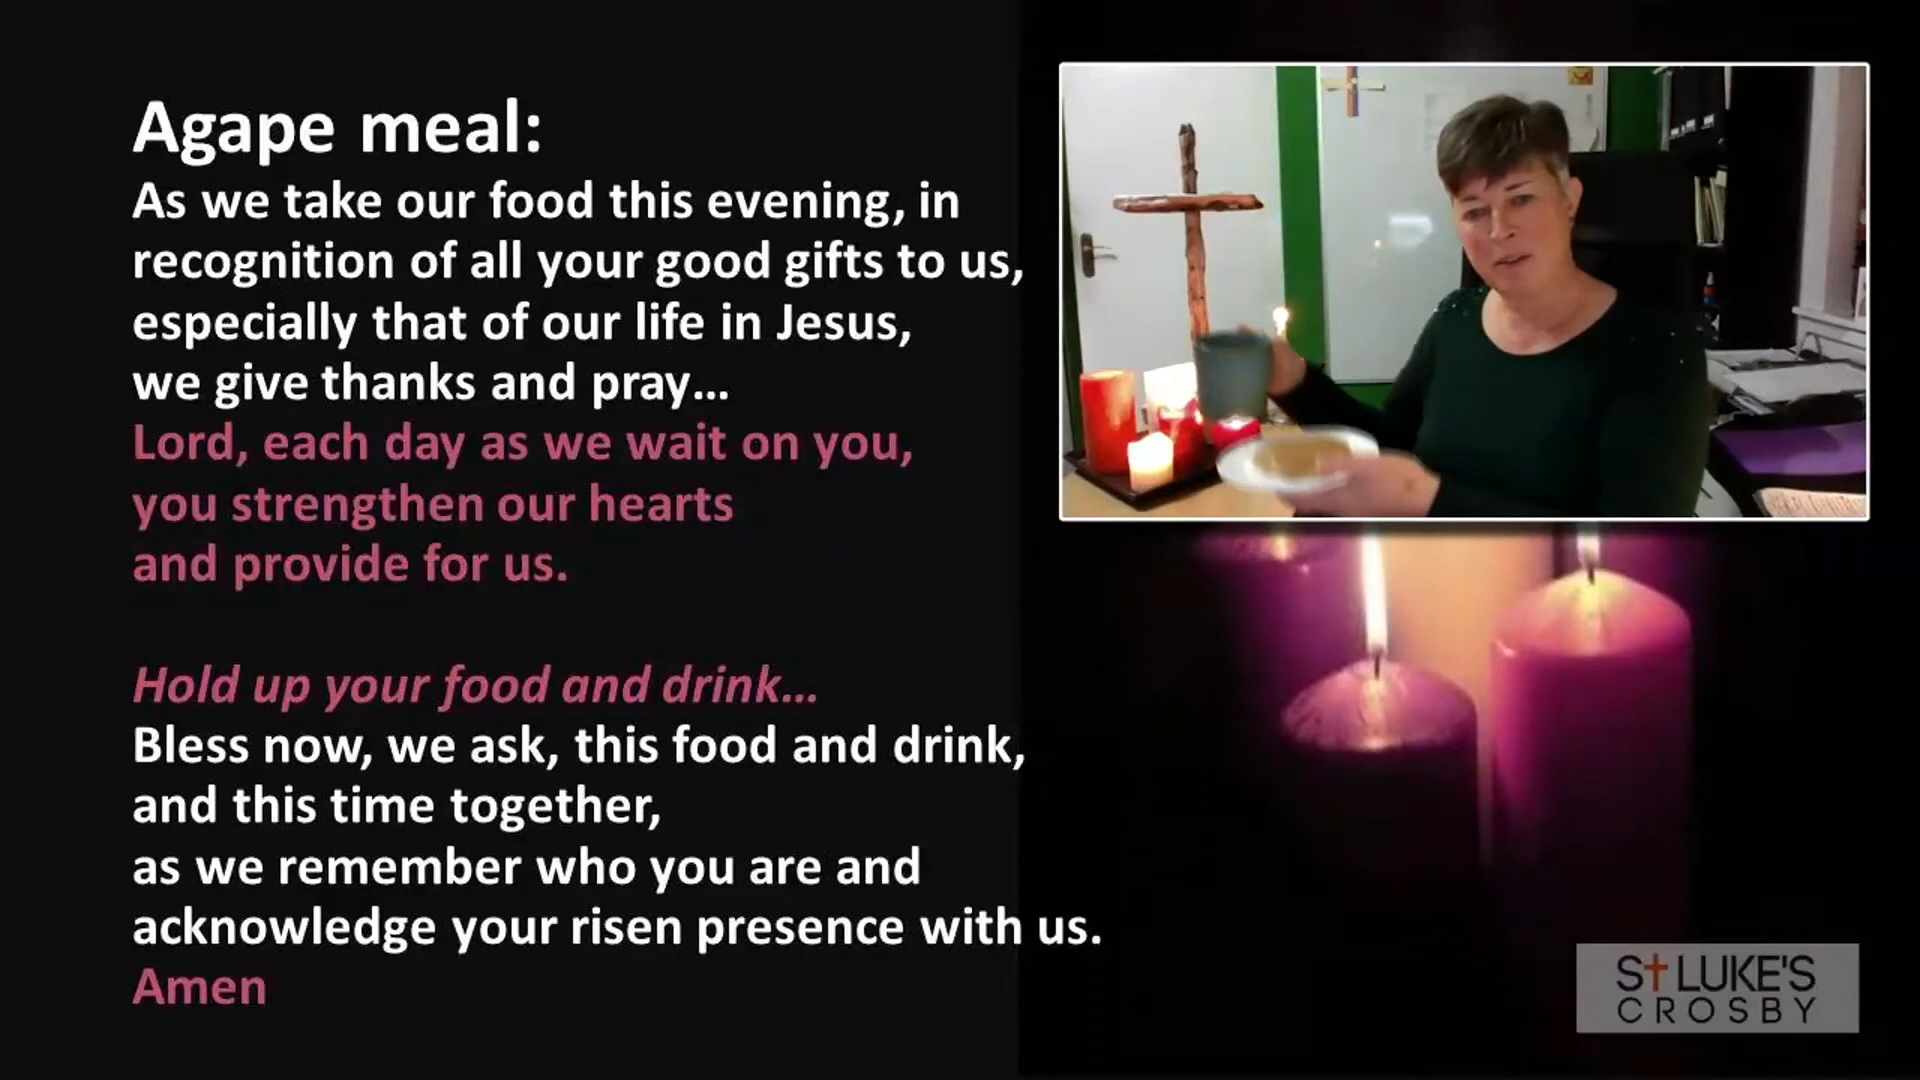 Agape meal:
As we take our food this evening, in
recognition of all your good gifts to us,
especially that of our life in Jesus,
we give thanks and pray...
Lord, each day as we wait on you,
you strengthen our hearts
and provide for us.
Hold up your food and drink...
Bless now, we ask, this food and drink,
and this time together,
as we remember who you are and
acknowledge your risen presence with us.
Amen
St LUKE'S
CROSBY